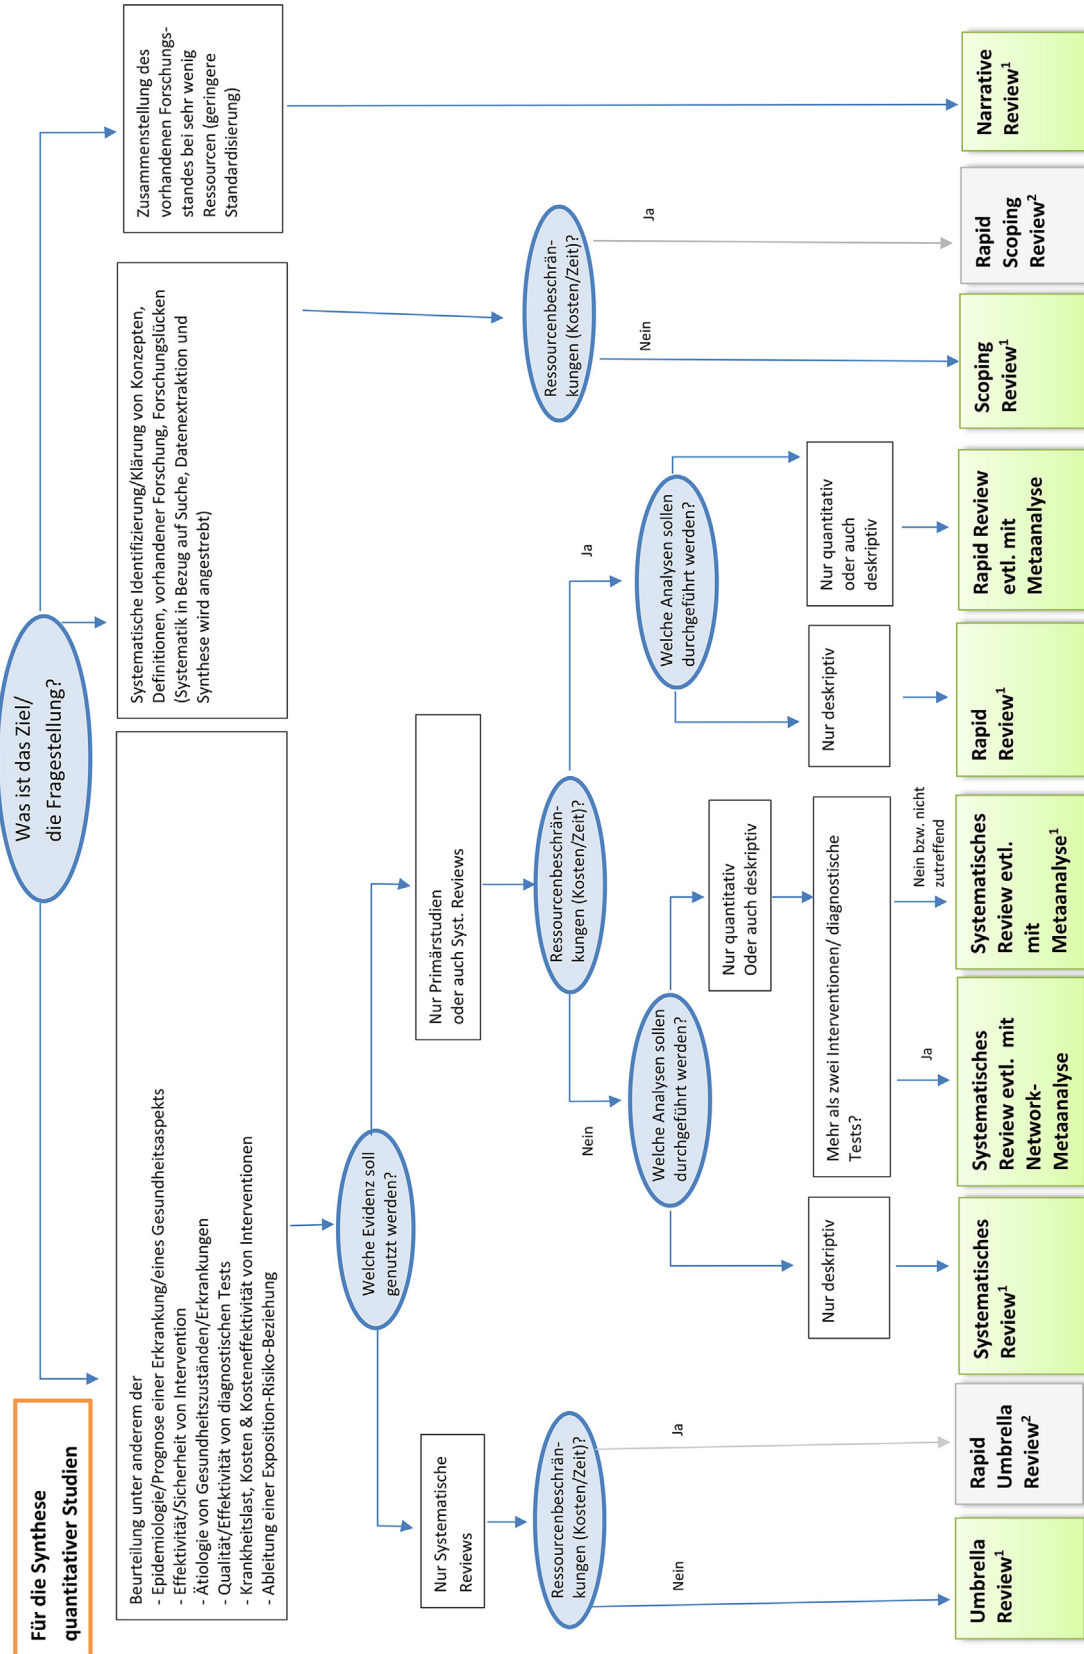 Für die Synthese
quantitativer Studien
Was ist das Ziel/
die Fragestellung?
Beurteilung unter anderem der
- Epidemiologie/Prognose einer Erkrankung/eines Gesundheitsaspekts
- Effektivität/Sicherheit von Intervention
- Ätiologie von Gesundheitszuständen/Erkrankungen
- Qualität/Effektivität von diagnostischen Tests
- Krankheitslast, Kosten & Kosteneffektivität von Interventionen
- Ableitung einer Exposition-Risiko-Beziehung
Systematische Identifizierung/Klärung von Konzepten,
Definitionen, vorhandener Forschung, Forschungslücken
(Systematik in Bezug auf Suche, Datenextraktion und
Synthese wird angestrebt)
Zusammenstellung des
vorhandenen Forschungs-
standes bei sehr wenig
Ressourcen (geringere
Standardisierung)
Welche Evidenz soll
genutzt werden?
Nur Systematische
Reviews
Nur Primärstudien
oder auch Syst. Reviews
Ressourcenbeschrän-
kungen (Kosten/Zeit)?
Nein
Ja
Ressourcenbeschrän-
kungen (Kosten/Zeit)?
Nein
Ja
Ressourcenbeschrän-
kungen (Kosten/Zeit)?
Nein
Ja
Welche Analysen sollen
durchgeführt werden?
Welche Analysen sollen
durchgeführt werden?
Nur deskriptiv
Nur quantitativ
Oder auch deskriptiv
Mehr als zwei Interventionen/ diagnostische
Tests?
Ja
Nein bzw. nicht
zutreffend
Nur deskriptiv
Nur quantitativ
oder auch
deskriptiv
Umbrella
Review¹
Rapid
Umbrella
Review²
Systematisches
Review¹
Systematisches
Review evtl. mit
Network-
Metaanalyse
Systematisches
Review evtl.
mit
Metaanalyse¹
Rapid
Review¹
Rapid Review
evtl. mit
Metaanalyse
Scoping
Review¹
Rapid
Scoping
Review²
Narrative
Review¹